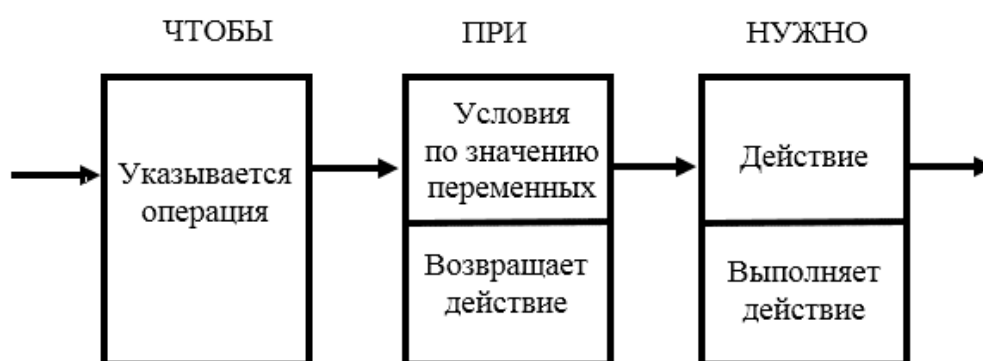 ЧТОБЫ
ПРИ
НУЖНО
Указывается
операция
Условия
по значению
переменных
Возвращает
действие
Действие
Выполняет
действие